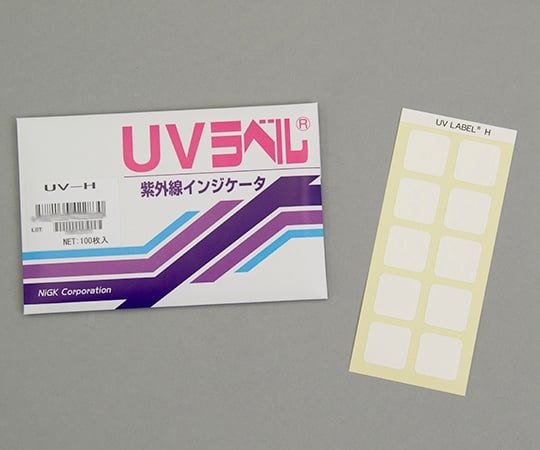 UVラベル®
紫外線インジケータ
UV-H
LOT:
NET:100枚入
NiGK Corporation
UV LABEL® H